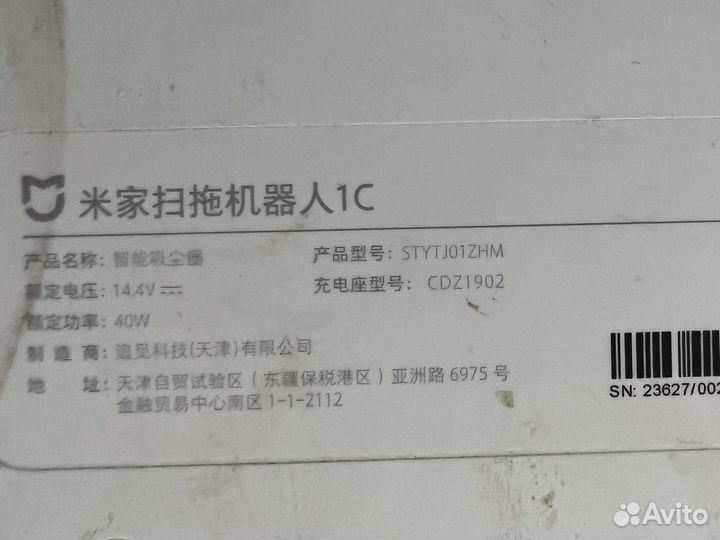 米家扫拖机器人1C
产品名称：智能吸尘器
产品型号：STYTJ01ZHM
额定电压：14.4V⎓
充电座型号：CDZ1902
额定功率：40W
制 造 商：追觅科技(天津)有限公司
地 址：天津自贸试验区（东疆保税港区）亚洲路 6975 号
金融贸易中心南区 1-1-2112
SN: 23627/002
Avito